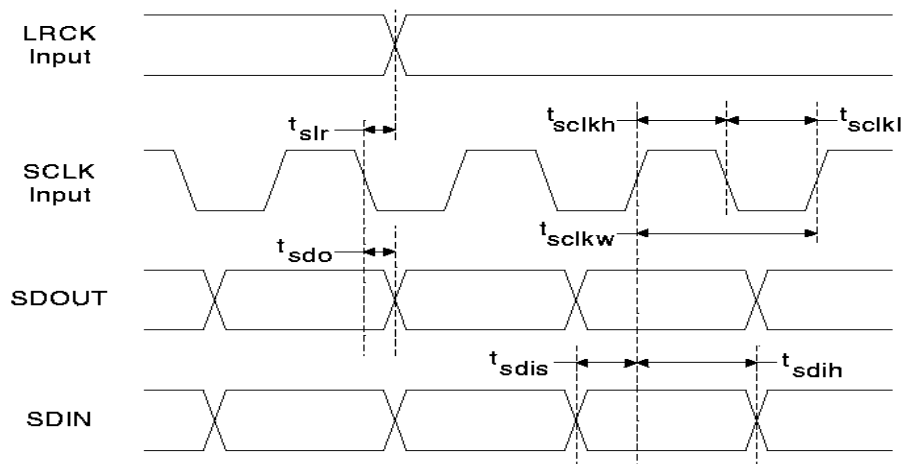 LRCK
Input
tslr
tsclkh
tsclkl
SCLK
Input
tsclkw
tsdo
SDOUT
tsdis
tsdih
SDIN